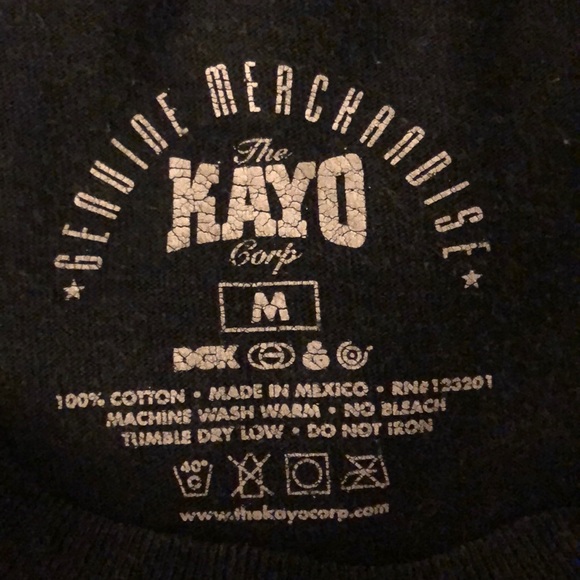 GENUINE MERCHANDISE
The
KAYO
Corp
M
DGK &
100% COTTON • MADE IN MEXICO • RN#123201
MACHINE WASH WARM • NO BLEACH
TUMBLE DRY LOW • DO NOT IRON
40°
C
www.thekayocorp.com